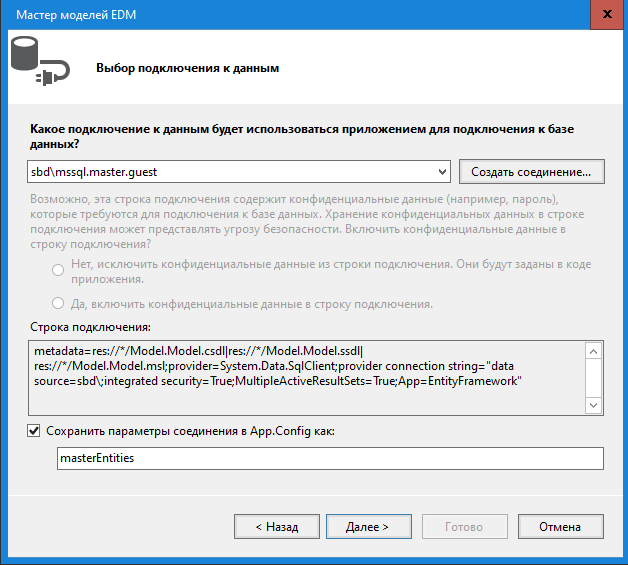 Мастер моделей EDM
x
Выбор подключения к данным
Какое подключение к данным будет использоваться приложением для подключения к базе
данных?
sbd\mssql.master.guest
Создать соединение...
Возможно, эта строка подключения содержит конфиденциальные данные (например, пароль),
которые требуются для подключения к базе данных. Хранение конфиденциальных данных в строке
подключения может представлять угрозу безопасности. Включить конфиденциальные данные в
строку подключения?
Нет, исключить конфиденциальные данные из строки подключения. Они будут заданы в коде
приложения.
Да, включить конфиденциальные данные в строку подключения.
Строка подключения:
metadata=res://*/Model.Model.csdl|res://*/Model.Model.ssdl|
res://*/Model.Model.msl;provider=System.Data.SqlClient;provider connection string="data
source=sbd\;integrated security=True;MultipleActiveResultSets=True;App=EntityFramework"
Сохранить параметры соединения в App.Config как:
masterEntities
< Назад
Далее >
Готово
Отмена